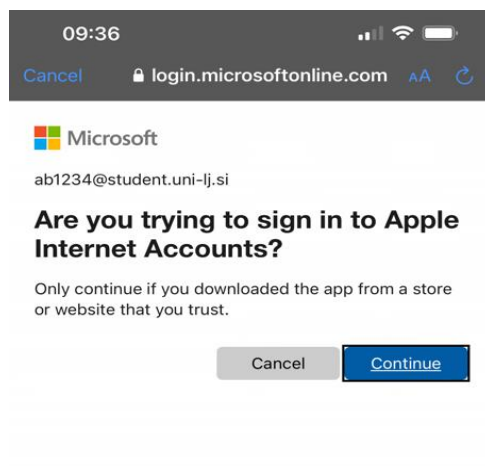 09:36
Cancel login.microsoftonline.com AA
Microsoft
ab1234@student.uni-lj.si
Are you trying to sign in to Apple
Internet Accounts?
Only continue if you downloaded the app from a store
or website that you trust.
Cancel Continue